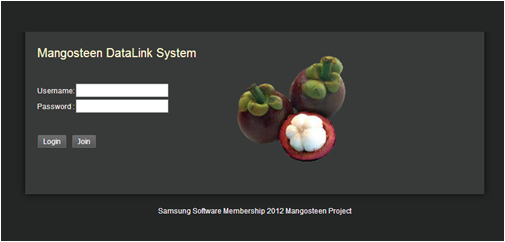 Mangosteen DataLink System
Username:
Password :
Login Join
Samsung Software Membership 2012 Mangosteen Project